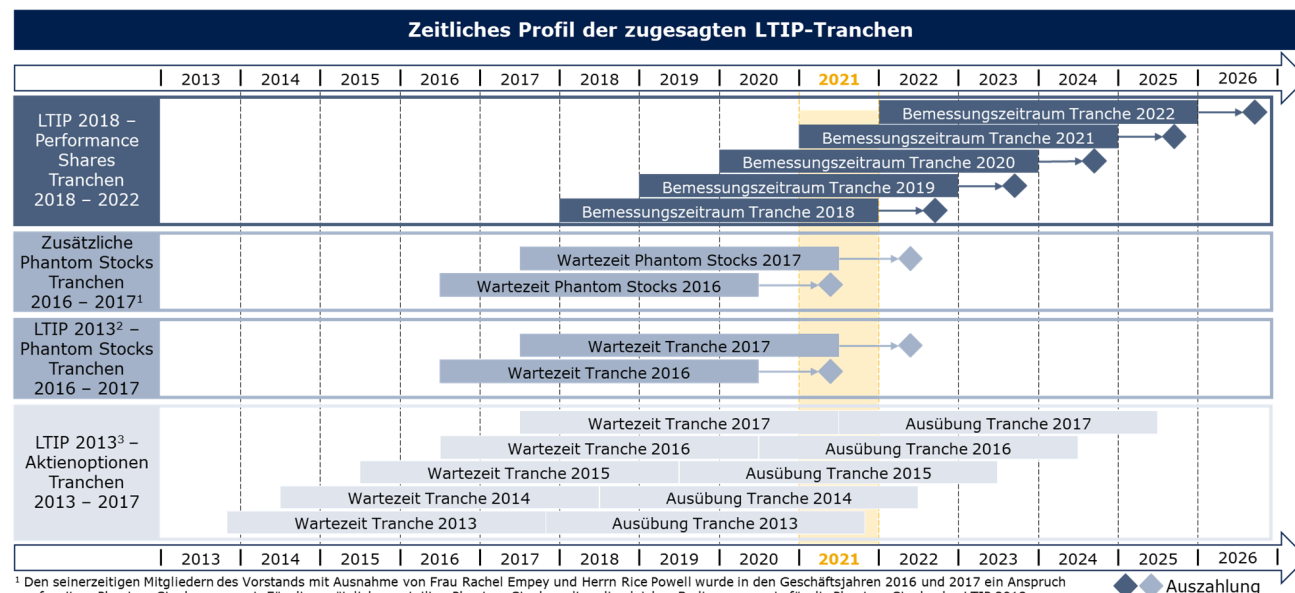 Zeitliches Profil der zugesagten LTIP-Tranchen
2013 2014 2015 2016 2017 2018 2019 2020 2021 2022 2023 2024 2025 2026
LTIP 2018 –
Performance
Shares
Tranchen
2018 – 2022
Bemessungszeitraum Tranche 2022
Bemessungszeitraum Tranche 2021
Bemessungszeitraum Tranche 2020
Bemessungszeitraum Tranche 2019
Bemessungszeitraum Tranche 2018
Zusätzliche
Phantom Stocks
Tranchen
2016 – 2017¹
Wartezeit Phantom Stocks 2017
Wartezeit Phantom Stocks 2016
LTIP 2013² –
Phantom Stocks
Tranchen
2016 – 2017
Wartezeit Tranche 2017
Wartezeit Tranche 2016
LTIP 2013³ –
Aktienoptionen
Tranchen
2013 – 2017
Wartezeit Tranche 2017 Ausübung Tranche 2017
Wartezeit Tranche 2016 Ausübung Tranche 2016
Wartezeit Tranche 2015 Ausübung Tranche 2015
Wartezeit Tranche 2014 Ausübung Tranche 2014
Wartezeit Tranche 2013 Ausübung Tranche 2013
2013 2014 2015 2016 2017 2018 2019 2020 2021 2022 2023 2024 2025 2026
¹ Den seinerzeitigen Mitgliedern des Vorstands mit Ausnahme von Frau Rachel Empey und Herrn Rice Powell wurde in den Geschäftsjahren 2016 und 2017 ein Anspruch
Auszahlung